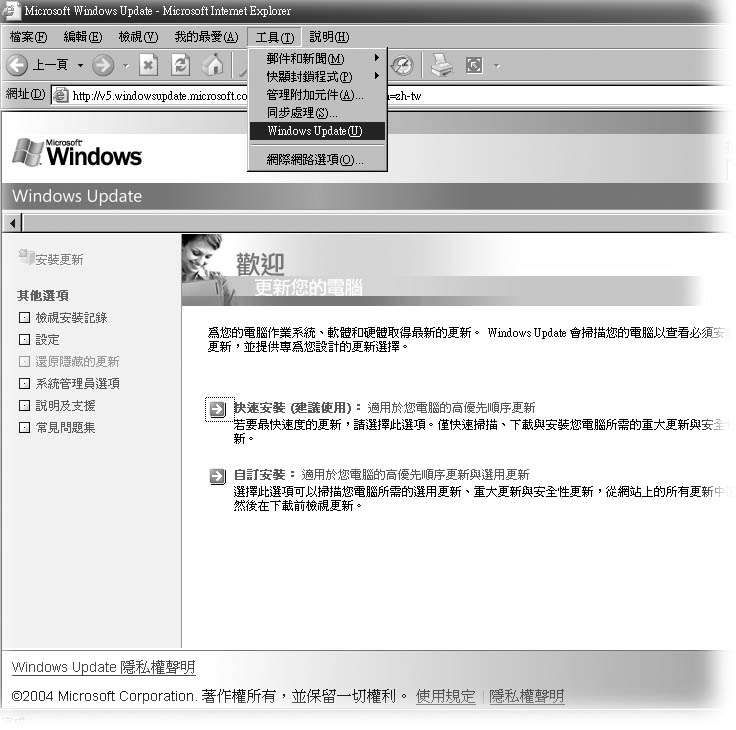 Microsoft Windows Update - Microsoft Internet Explorer
檔案(F) 編輯(E) 檢視(V) 我的最愛(A) 工具(T) 說明(H)
上一頁
郵件和新聞(M)
快顯封鎖程式(P)
管理附加元件(A)...
同步處理(S)...
Windows Update(U)
網際網路選項(O)...
網址(D) http://v5.windowsupdate.microsoft.co =zh-tw
Microsoft
Windows
Windows Update
安裝更新
其他選項
檢視安裝記錄
設定
還原隱藏的更新
系統管理員選項
說明及支援
常見問題集
歡迎
更新您的電腦
為您的電腦作業系統、軟體和硬體取得最新的更新。 Windows Update 會掃描您的電腦以查看必須安
更新，並提供專為您設計的更新選擇。
快速安裝 (建議使用)： 適用於您電腦的高優先順序更新
若要最快速度的更新，請選擇此選項。僅快速掃描、下載與安裝您電腦所需的重大更新與安全
新。
自訂安裝： 適用於您電腦的高優先順序更新與選用更新
選擇此選項可以掃描您電腦所需的選用更新、重大更新與安全性更新，從網站上的所有更新中
然後在下載前檢視更新。
Windows Update 隱私權聲明
©2004 Microsoft Corporation. 著作權所有，並保留一切權利。 使用規定 | 隱私權聲明